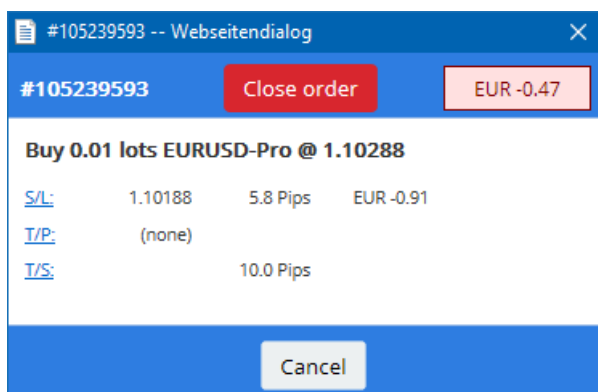 #105239593 -- Webseitendialog
#105239593 Close order EUR -0.47
Buy 0.01 lots EURUSD-Pro @ 1.10288
S/L: 1.10188 5.8 Pips EUR -0.91
T/P: (none)
T/S: 10.0 Pips
Cancel